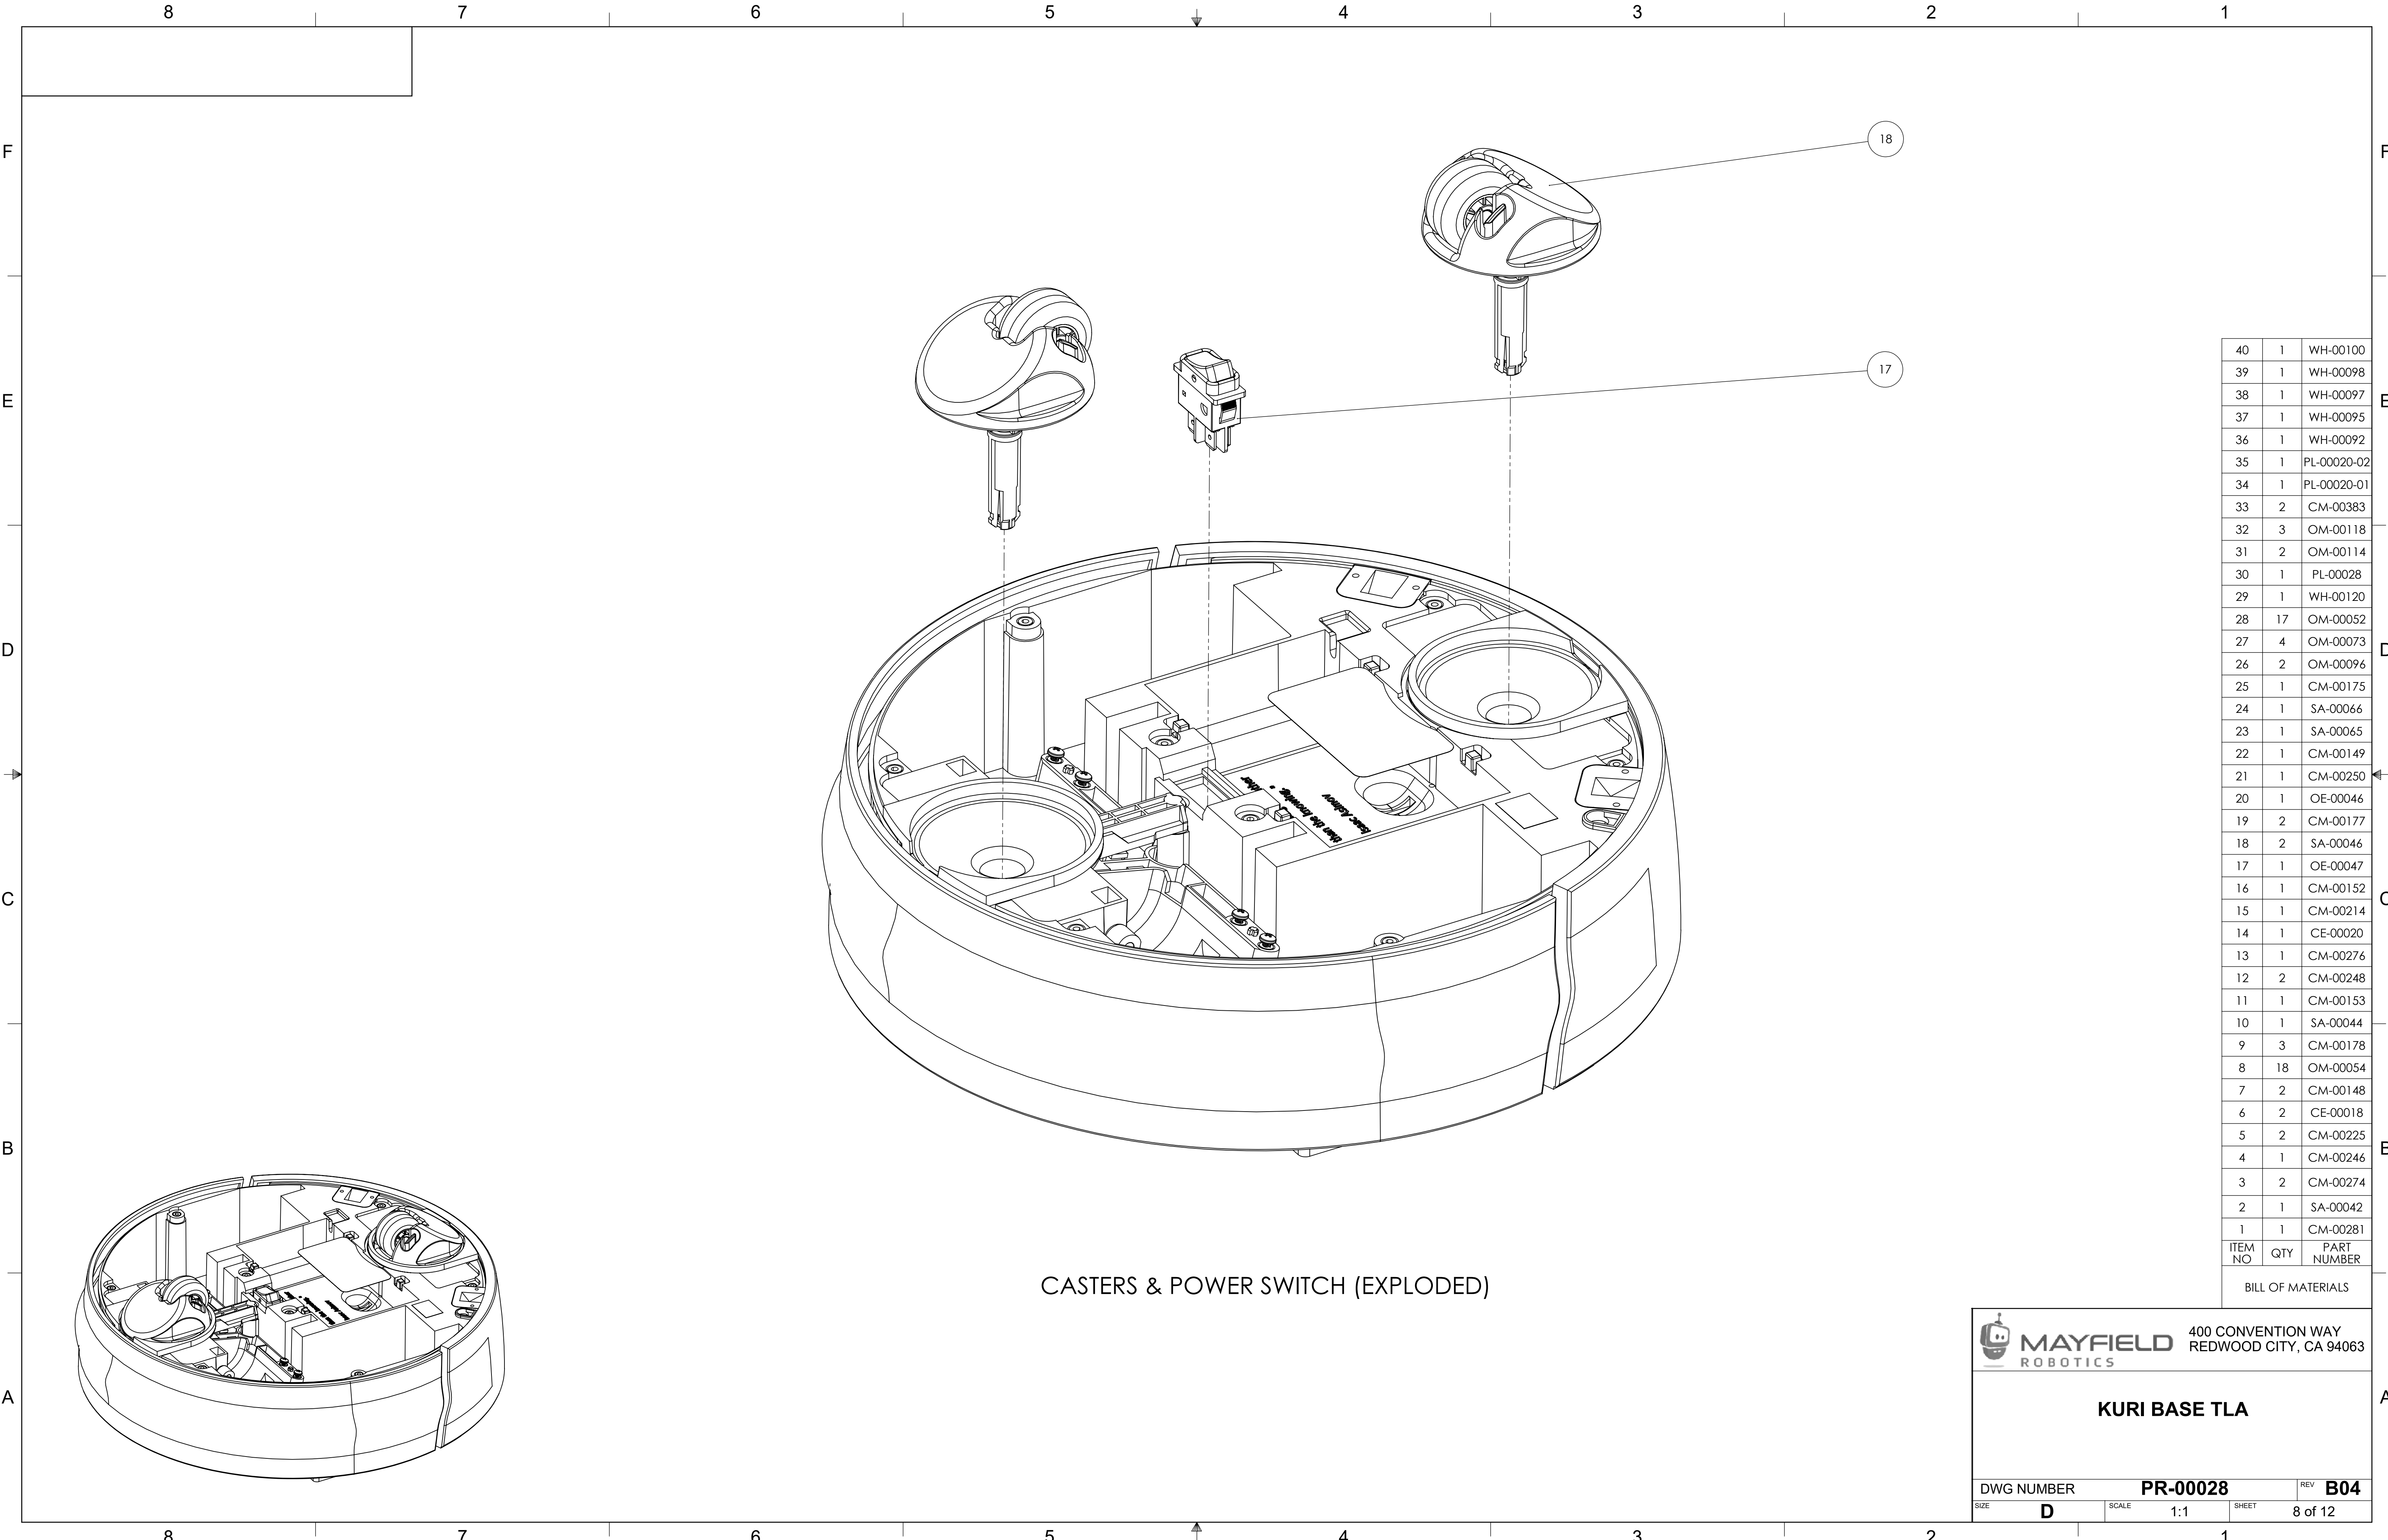 8 7 6 5 4 3 2 1
F F
18
E E
17
40 1 WH-00100
39 1 WH-00098
38 1 WH-00097
37 1 WH-00095
36 1 WH-00092
35 1 PL-00020-02
34 1 PL-00020-01
33 2 CM-00383
32 3 OM-00118
31 2 OM-00114
30 1 PL-00028
29 1 WH-00120
28 17 OM-00052
27 4 OM-00073
26 2 OM-00096
25 1 CM-00175
24 1 SA-00066
23 1 SA-00065
22 1 CM-00149
21 1 CM-00250
20 1 OE-00046
19 2 CM-00177
18 2 SA-00046
17 1 OE-00047
16 1 CM-00152
15 1 CM-00214
14 1 CE-00020
13 1 CM-00276
12 2 CM-00248
11 1 CM-00153
10 1 SA-00044
9 3 CM-00178
8 18 OM-00054
7 2 CM-00148
6 2 CE-00018
5 2 CM-00225
4 1 CM-00246
3 2 CM-00274
2 1 SA-00042
1 1 CM-00281
ITEM NO QTY PART NUMBER
BILL OF MATERIALS
D D
than the knowing. "
Isaac Asimov
C C
B B
CASTERS & POWER SWITCH (EXPLODED)
MAYFIELD
ROBOTICS
400 CONVENTION WAY
REDWOOD CITY, CA 94063
A A
KURI BASE TLA
DWG NUMBER PR-00028 REV B04
SIZE D SCALE 1:1 SHEET 8 of 12
8 7 6 5 4 3 2 1